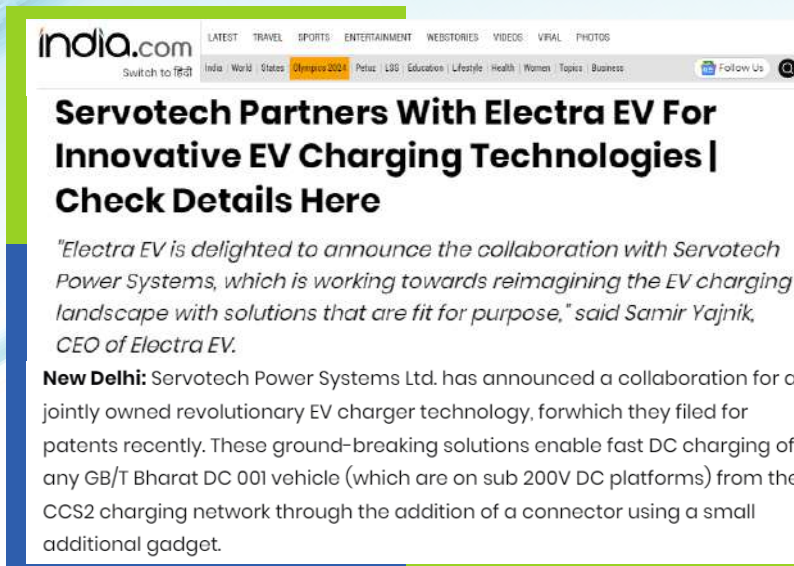 india.com
LATEST TRAVEL SPORTS ENTERTAINMENT WEBSTORIES VIDEOS VIRAL PHOTOS
Switch to हिंदी
India World States Olympics 2024 Petuz LSS Education Lifestyle Health Women Topics Business
Follow Us
Servotech Partners With Electra EV For
Innovative EV Charging Technologies |
Check Details Here
"Electra EV is delighted to announce the collaboration with Servotech
Power Systems, which is working towards reimagining the EV charging
landscape with solutions that are fit for purpose," said Samir Yajnik,
CEO of Electra EV.
New Delhi: Servotech Power Systems Ltd. has announced a collaboration for a
jointly owned revolutionary EV charger technology, forwhich they filed for
patents recently. These ground-breaking solutions enable fast DC charging of
any GB/T Bharat DC 001 vehicle (which are on sub 200V DC platforms) from the
CCS2 charging network through the addition of a connector using a small
additional gadget.